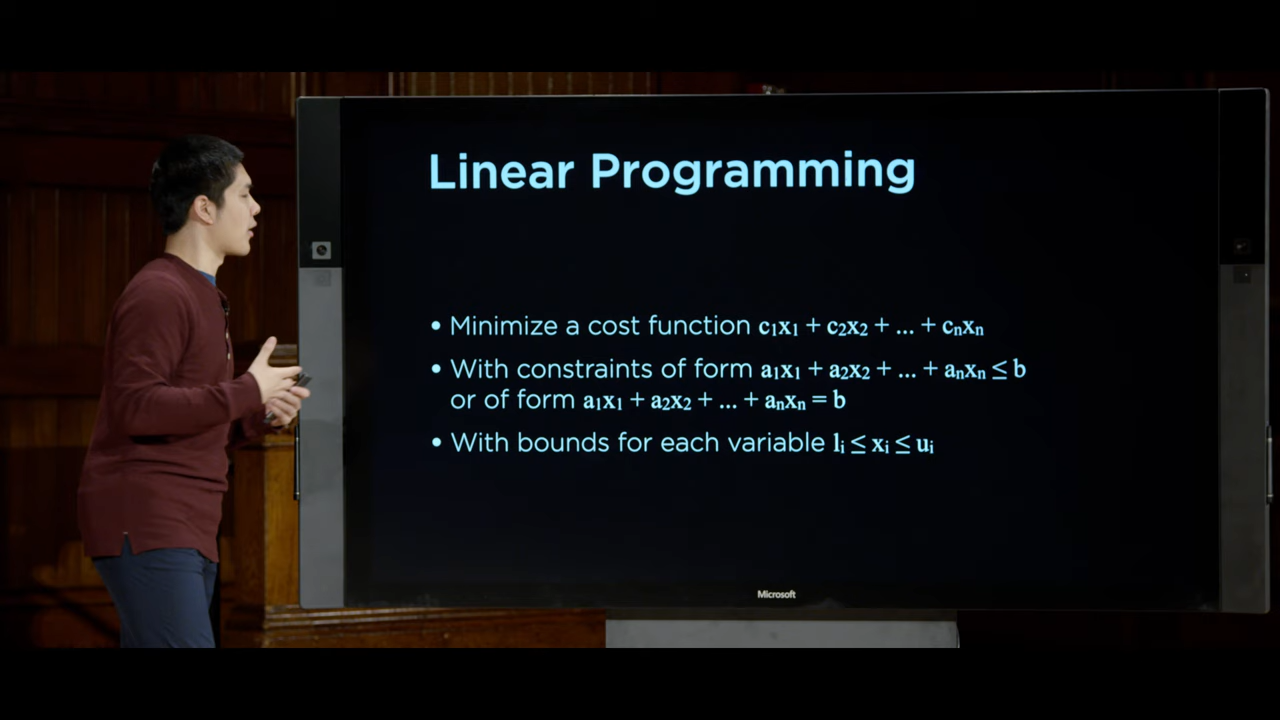 Linear Programming
• Minimize a cost function c₁x₁ + c₂x₂ + ... + cₙxₙ
• With constraints of form a₁x₁ + a₂x₂ + ... + aₙxₙ ≤ b
or of form a₁x₁ + a₂x₂ + ... + aₙxₙ = b
• With bounds for each variable lᵢ ≤ xᵢ ≤ uᵢ
Microsoft